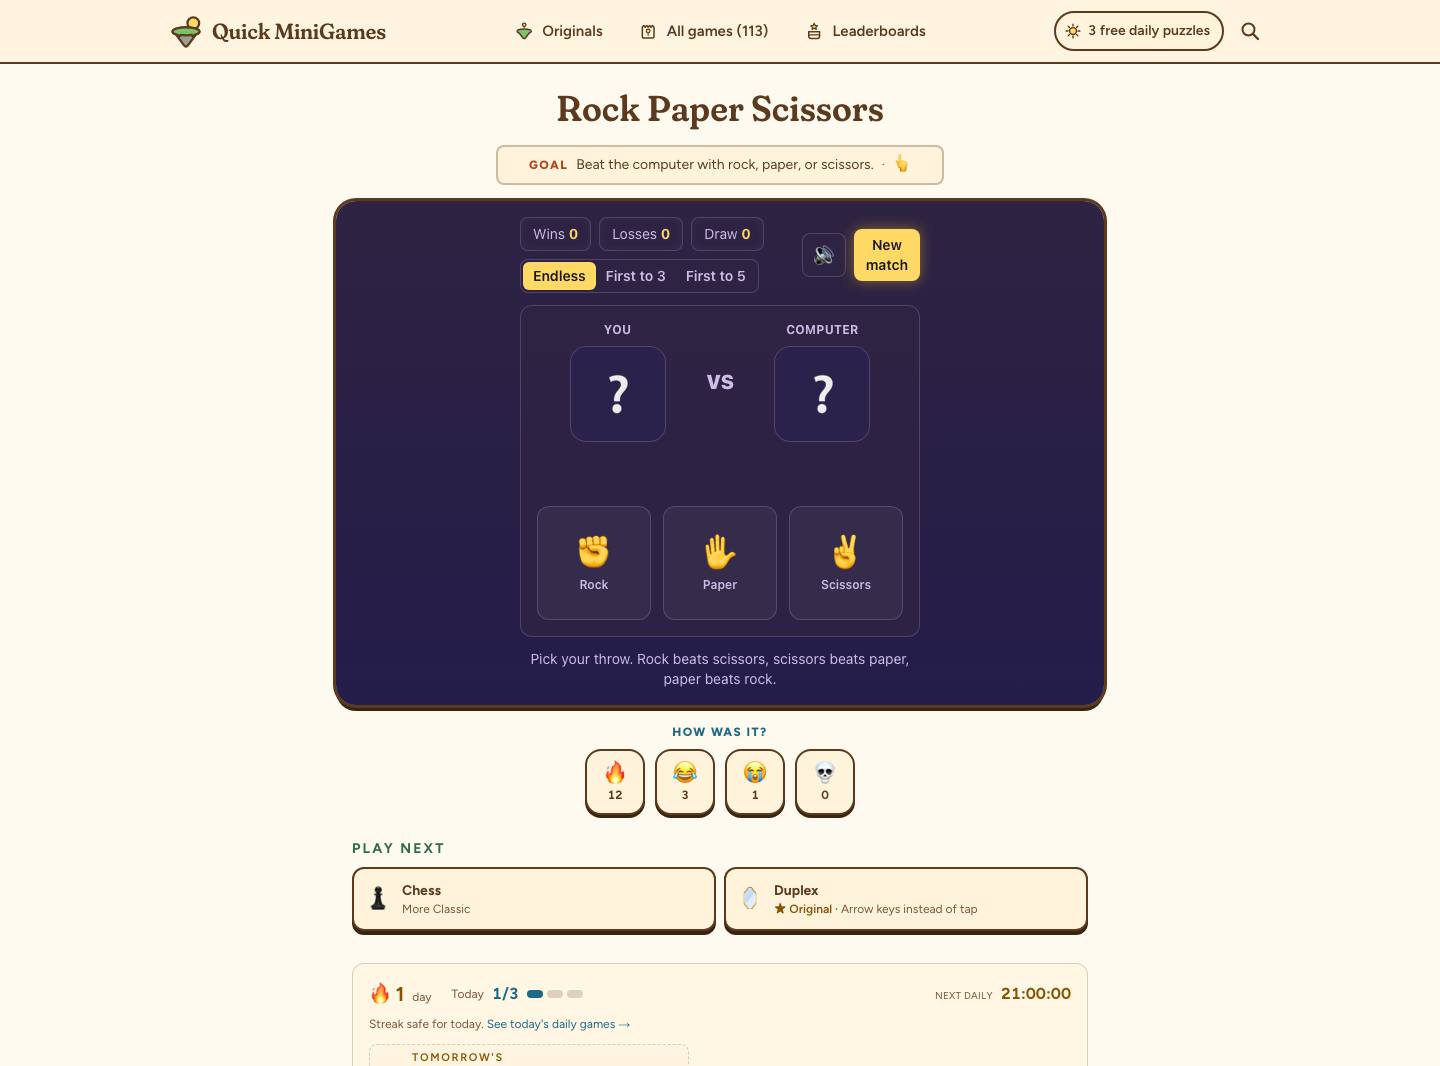 Quick MiniGames
Originals
All games (113)
Leaderboards
3 free daily puzzles
Rock Paper Scissors
GOAL Beat the computer with rock, paper, or scissors. ·
Wins 0
Losses 0
Draw 0
New
match
Endless
First to 3
First to 5
YOU
COMPUTER
?
VS
?
Rock
Paper
Scissors
Pick your throw. Rock beats scissors, scissors beats paper,
paper beats rock.
HOW WAS IT?
12
3
1
0
PLAY NEXT
Chess
More Classic
Duplex
Original · Arrow keys instead of tap
1 day
Today 1/3
NEXT DAILY 21:00:00
Streak safe for today. See today's daily games →
TOMORROW'S